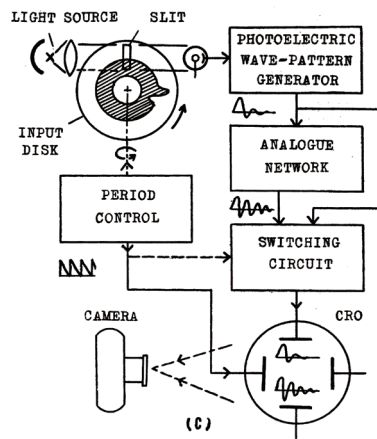 LIGHT SOURCE
SLIT
PHOTOELECTRIC
WAVE-PATTERN
GENERATOR
INPUT
DISK
ANALOGUE
NETWORK
PERIOD
CONTROL
SWITCHING
CIRCUIT
CAMERA
CRO
(C)